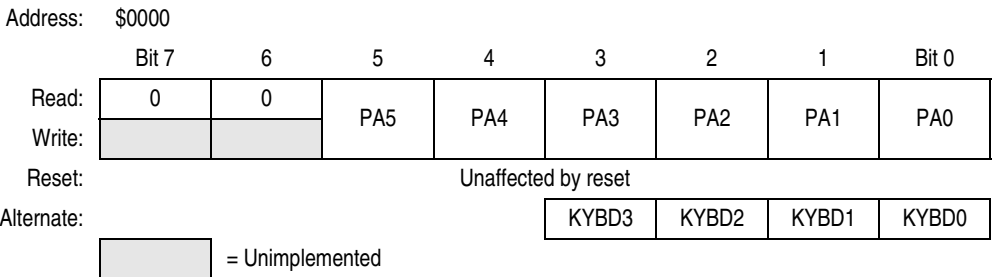 Address: $0000
Bit 7 6 5 4 3 2 1 Bit 0
Read: 0 0 PA5 PA4 PA3 PA2 PA1 PA0
Write:
Reset: Unaffected by reset
Alternate: KYBD3 KYBD2 KYBD1 KYBD0
= Unimplemented